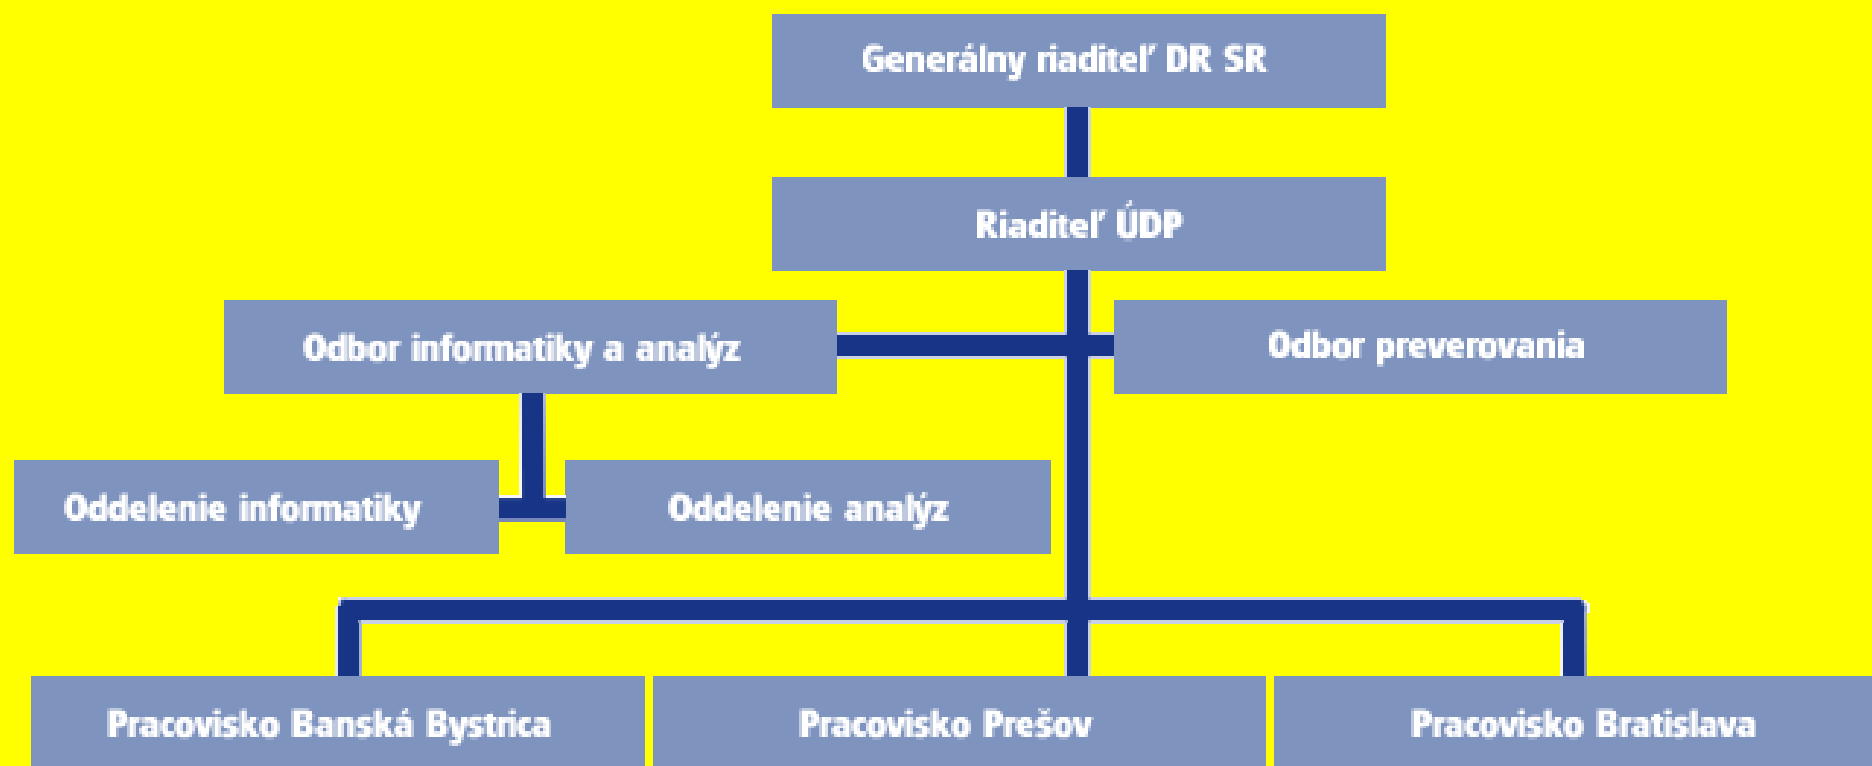 Generálny riaditeľ DR SR
Riaditeľ ÚDP
Odbor informatiky a analýz
Odbor preverovania
Oddelenie informatiky
Oddelenie analýz
Pracovisko Banská Bystrica
Pracovisko Prešov
Pracovisko Bratislava